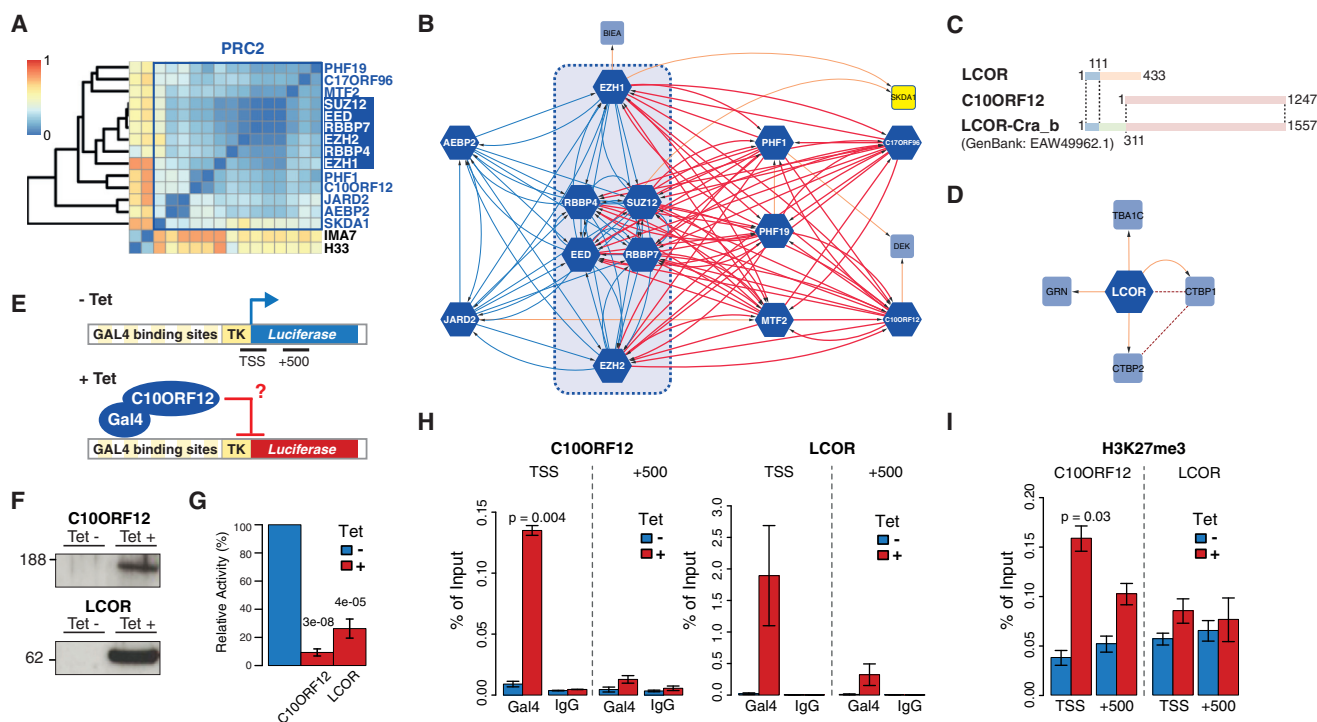 A
PRC2
1
0
PHF19
C17ORF96
MTF2
SUZ12
EED
RBBP7
EZH2
RBBP4
EZH1
PHF1
C10ORF12
JARD2
AEBP2
SKDA1
IMA7
H33
B
BIEA
EZH1
SKDA1
AEBP2
PHF1
C17ORF96
RBBP4
SUZ12
PHF19
EED
RBBP7
DEK
JARD2
MTF2
C10ORF12
EZH2
C
LCOR
1
111
433
C10ORF12
1
1247
LCOR-Cra_b
1
311
1557
(GenBank: EAW49962.1)
D
TBA1C
GRN
LCOR
CTBP1
CTBP2
E
- Tet
GAL4 binding sites TK Luciferase
TSS +500
+ Tet
C10ORF12
?
Gal4
GAL4 binding sites TK Luciferase
F
C10ORF12
Tet - Tet +
188
LCOR
Tet - Tet +
62
G
Relative Activity (%)
100
80
60
40
20
0
Tet
-
+
3e-08
4e-05
C10ORF12
LCOR
H
C10ORF12
TSS +500
% of Input
0.15
0.10
0.05
0.00
p = 0.004
Tet
-
+
Gal4 IgG Gal4 IgG
LCOR
TSS +500
% of Input
3.0
2.5
2.0
1.5
1.0
0.5
0.0
Tet
-
+
Gal4 IgG Gal4 IgG
I
H3K27me3
C10ORF12 LCOR
% of Input
0.20
0.15
0.10
0.05
0.00
p = 0.03
Tet
-
+
TSS +500 TSS +500